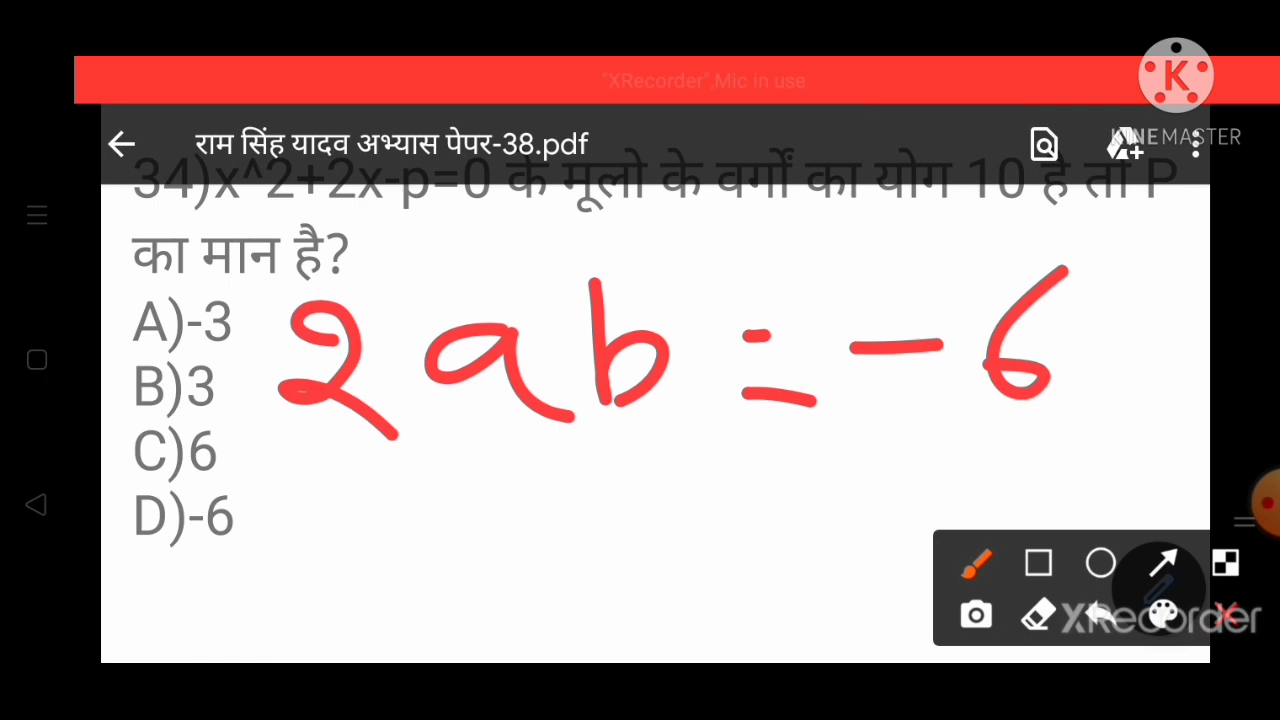 "XRecorder",Mic in use
K
KINEMASTER
राम सिंह यादव अभ्यास पेपर-38.pdf
34)x^2+2x-p=0 के मूलो के वर्गों का योग 10 है तो P
का मान है?
A)-3
B)3
C)6
D)-6
2ab=-6
XRecorder